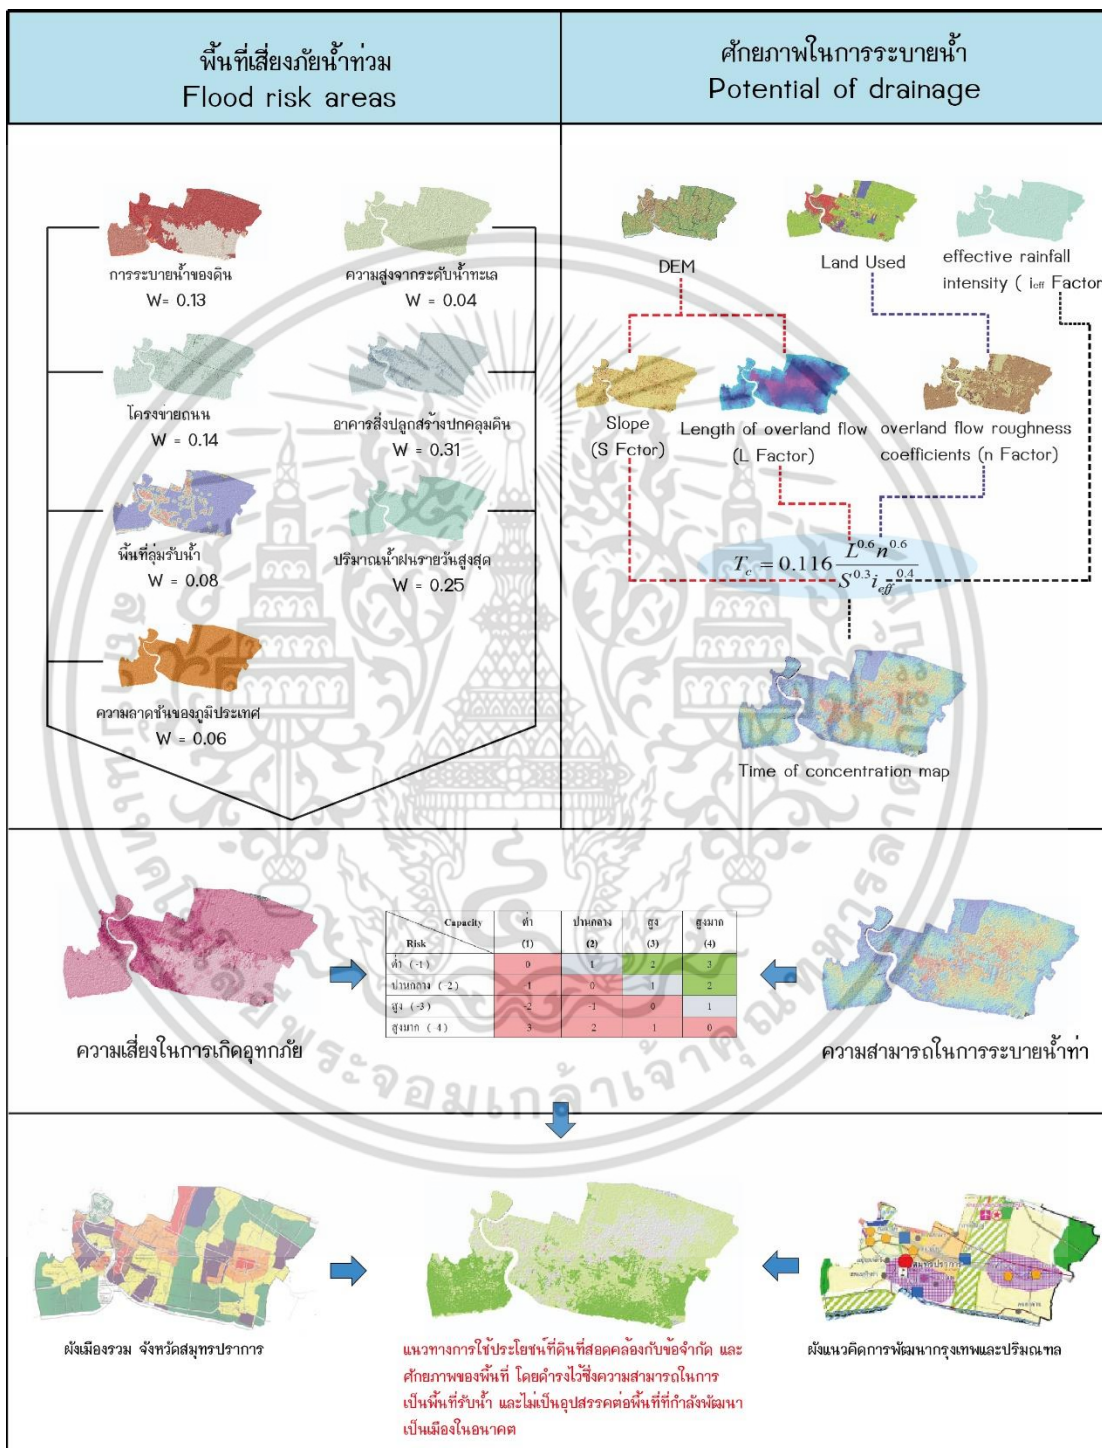 พื้นที่เสี่ยงภัยน้ำท่วม
Flood risk areas
ศักยภาพในการระบายน้ำ
Potential of drainage
การระบายน้ำของดิน
W= 0.13
ความสูงจากระดับน้ำทะเล
W = 0.04
โครงข่ายถนน
W = 0.14
อาคารสิ่งปลูกสร้างปกคลุมดิน
W = 0.31
พื้นที่ลุ่มรับน้ำ
W = 0.08
ปริมาณน้ำฝนรายวันสูงสุด
W = 0.25
ความลาดชันของภูมิประเทศ
W = 0.06
DEM
Land Used
effective rainfall
intensity ( ieff Factor
Slope
(S Fctor)
Length of overland flow
(L Factor)
overland flow roughness
coefficients (n Factor)
T_c = 0.116 L^0.6 n^0.6 / S^0.3 i_eff^0.4
Time of concentration map
ความเสี่ยงในการเกิดอุทกภัย
Capacity ต่ำ ปานกลาง สูง สูงมาก
Risk (1) (2) (3) (4)
ต่ำ (-1) 0 1 2 3
ปานกลาง (-2) -1 0 1 2
สูง (-3) -2 -1 0 1
สูงมาก (-4) -3 -2 -1 0
ความสามารถในการระบายน้ำท่า
สมุทรปราการ
ผังเมืองรวม จังหวัดสมุทรปราการ
แนวทางการใช้ประโยชน์ที่ดินที่สอดคล้องกับข้อจำกัด และ
ศักยภาพของพื้นที่ โดยดำรงไว้ซึ่งความสามารถในการ
เป็นพื้นที่รับน้ำ และไม่เป็นอุปสรรคต่อพื้นที่ที่กำลังพัฒนา
เป็นเมืองในอนาคต
ผังแนวคิดการพัฒนากรุงเทพและปริมณฑล